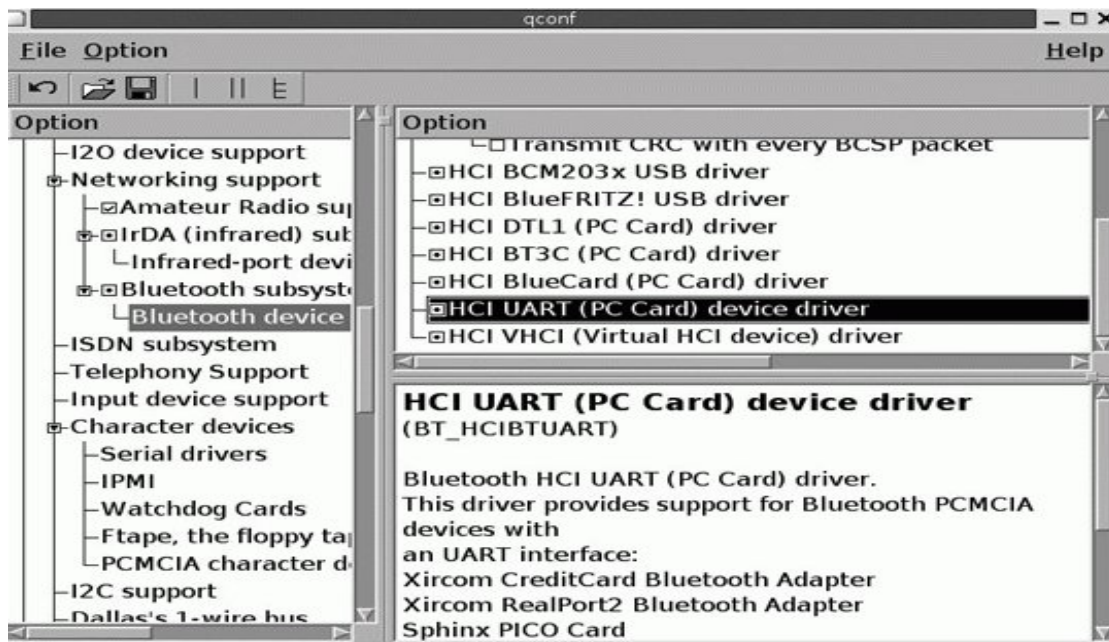 qconf
File Option Help
Option
I2O device support
Networking support
Amateur Radio
IrDA (infrared)
Infrared-port
Bluetooth
Bluetooth device
ISDN subsystem
Telephony Support
Input device support
Character devices
Serial drivers
IPMI
Watchdog Cards
Ftape, the floppy
PCMCIA character
I2C support
Dallas's 1-wire bus
Option
Transmit CRC with every BCSP packet
HCI BCM203x USB driver
HCI BlueFRITZ! USB driver
HCI DTL1 (PC Card) driver
HCI BT3C (PC Card) driver
HCI BlueCard (PC Card) driver
HCI UART (PC Card) device driver
HCI VHCI (Virtual HCI device) driver
HCI UART (PC Card) device driver
(BT_HCIBTUART)
Bluetooth HCI UART (PC Card) driver.
This driver provides support for Bluetooth PCMCIA
devices with
an UART interface:
Xircom CreditCard Bluetooth Adapter
Xircom RealPort2 Bluetooth Adapter
Sphinx PICO Card